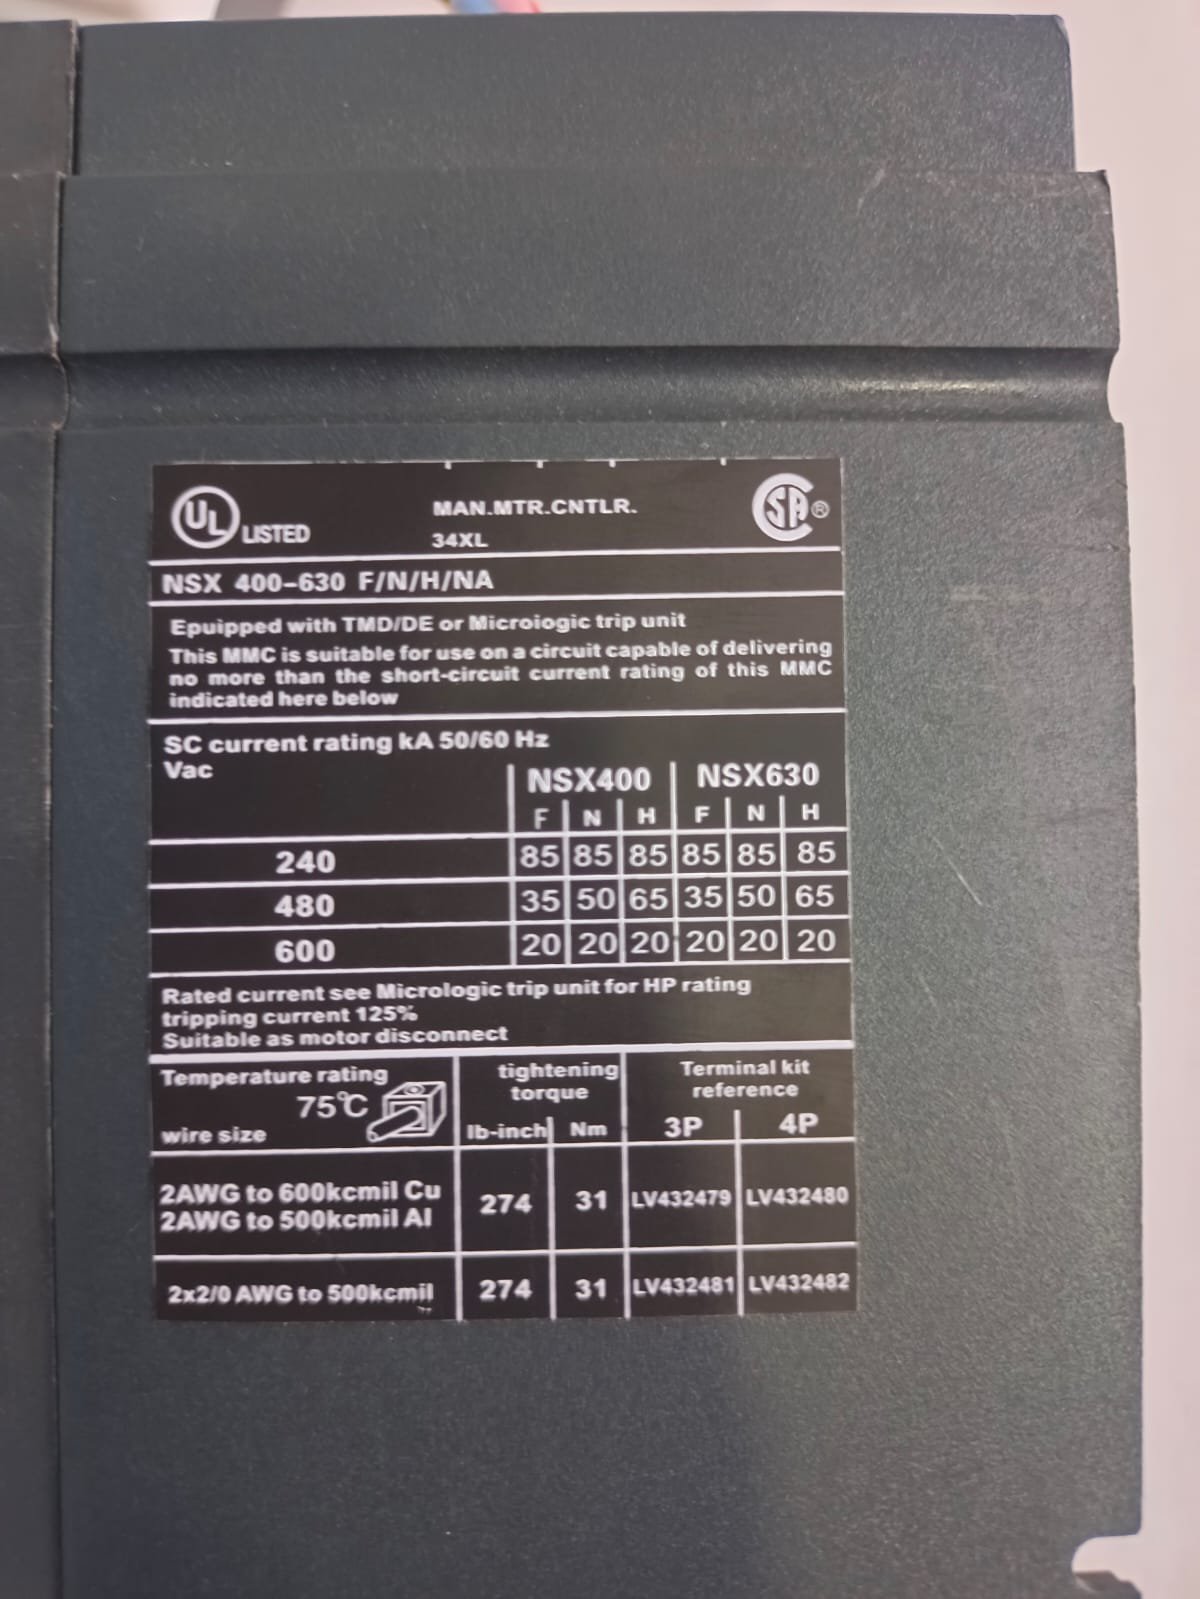 UL LISTED
MAN.MTR.CNTLR.
34XL
SA ®
NSX 400-630 F/N/H/NA
Epuipped with TMD/DE or Microiogic trip unit
This MMC is suitable for use on a circuit capable of delivering
no more than the short-circuit current rating of this MMC
indicated here below
SC current rating kA 50/60 Hz
Vac
NSX400 NSX630
F N H F N H
240 85 85 85 85 85 85
480 35 50 65 35 50 65
600 20 20 20 20 20 20
Rated current see Micrologic trip unit for HP rating
tripping current 125%
Suitable as motor disconnect
Temperature rating
75℃
wire size
tightening
torque
lb-inch Nm
Terminal kit
reference
3P 4P
2AWG to 600kcmil Cu
2AWG to 500kcmil Al
274 31 LV432479 LV432480
2x2/0 AWG to 500kcmil 274 31 LV432481 LV432482